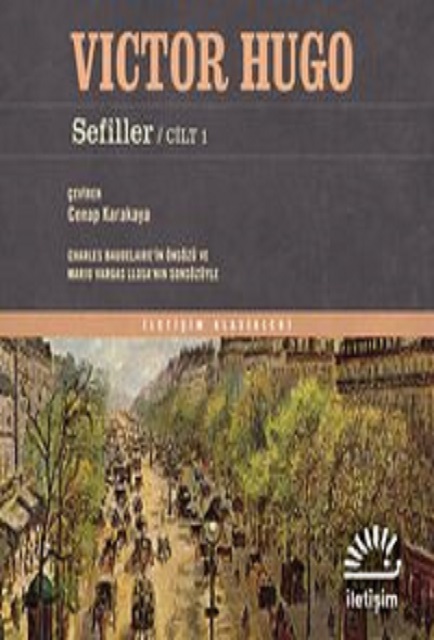 VICTOR HUGO
Sefiller / CİLT 1
ÇEVİREN
Cenap Karakaya
CHARLES BAUDELAIRE'İN ÖNSÖZÜ VE
MARIO VARGAS LLOSA'NIN SONSÖZÜYLE
İLETİŞİM KLASİKLERİ
iletişim